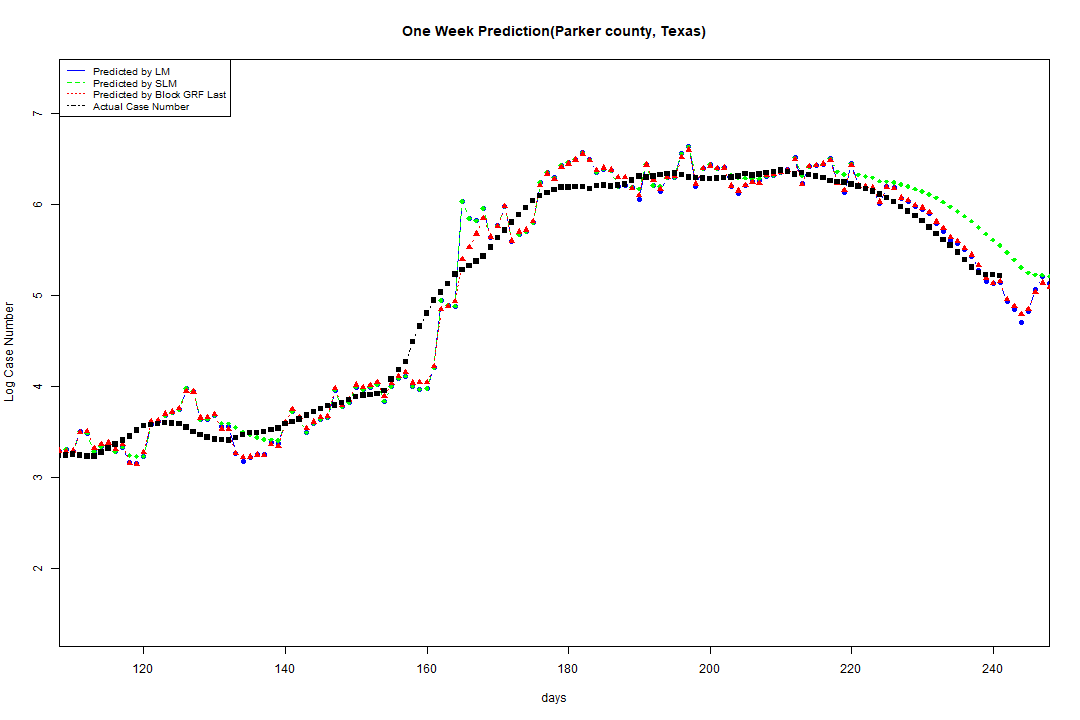 One Week Prediction(Parker county, Texas)
Predicted by LM
Predicted by SLM
Predicted by Block GRF Last
Actual Case Number
7
6
5
4
3
2
Log Case Number
120 140 160 180 200 220 240
days